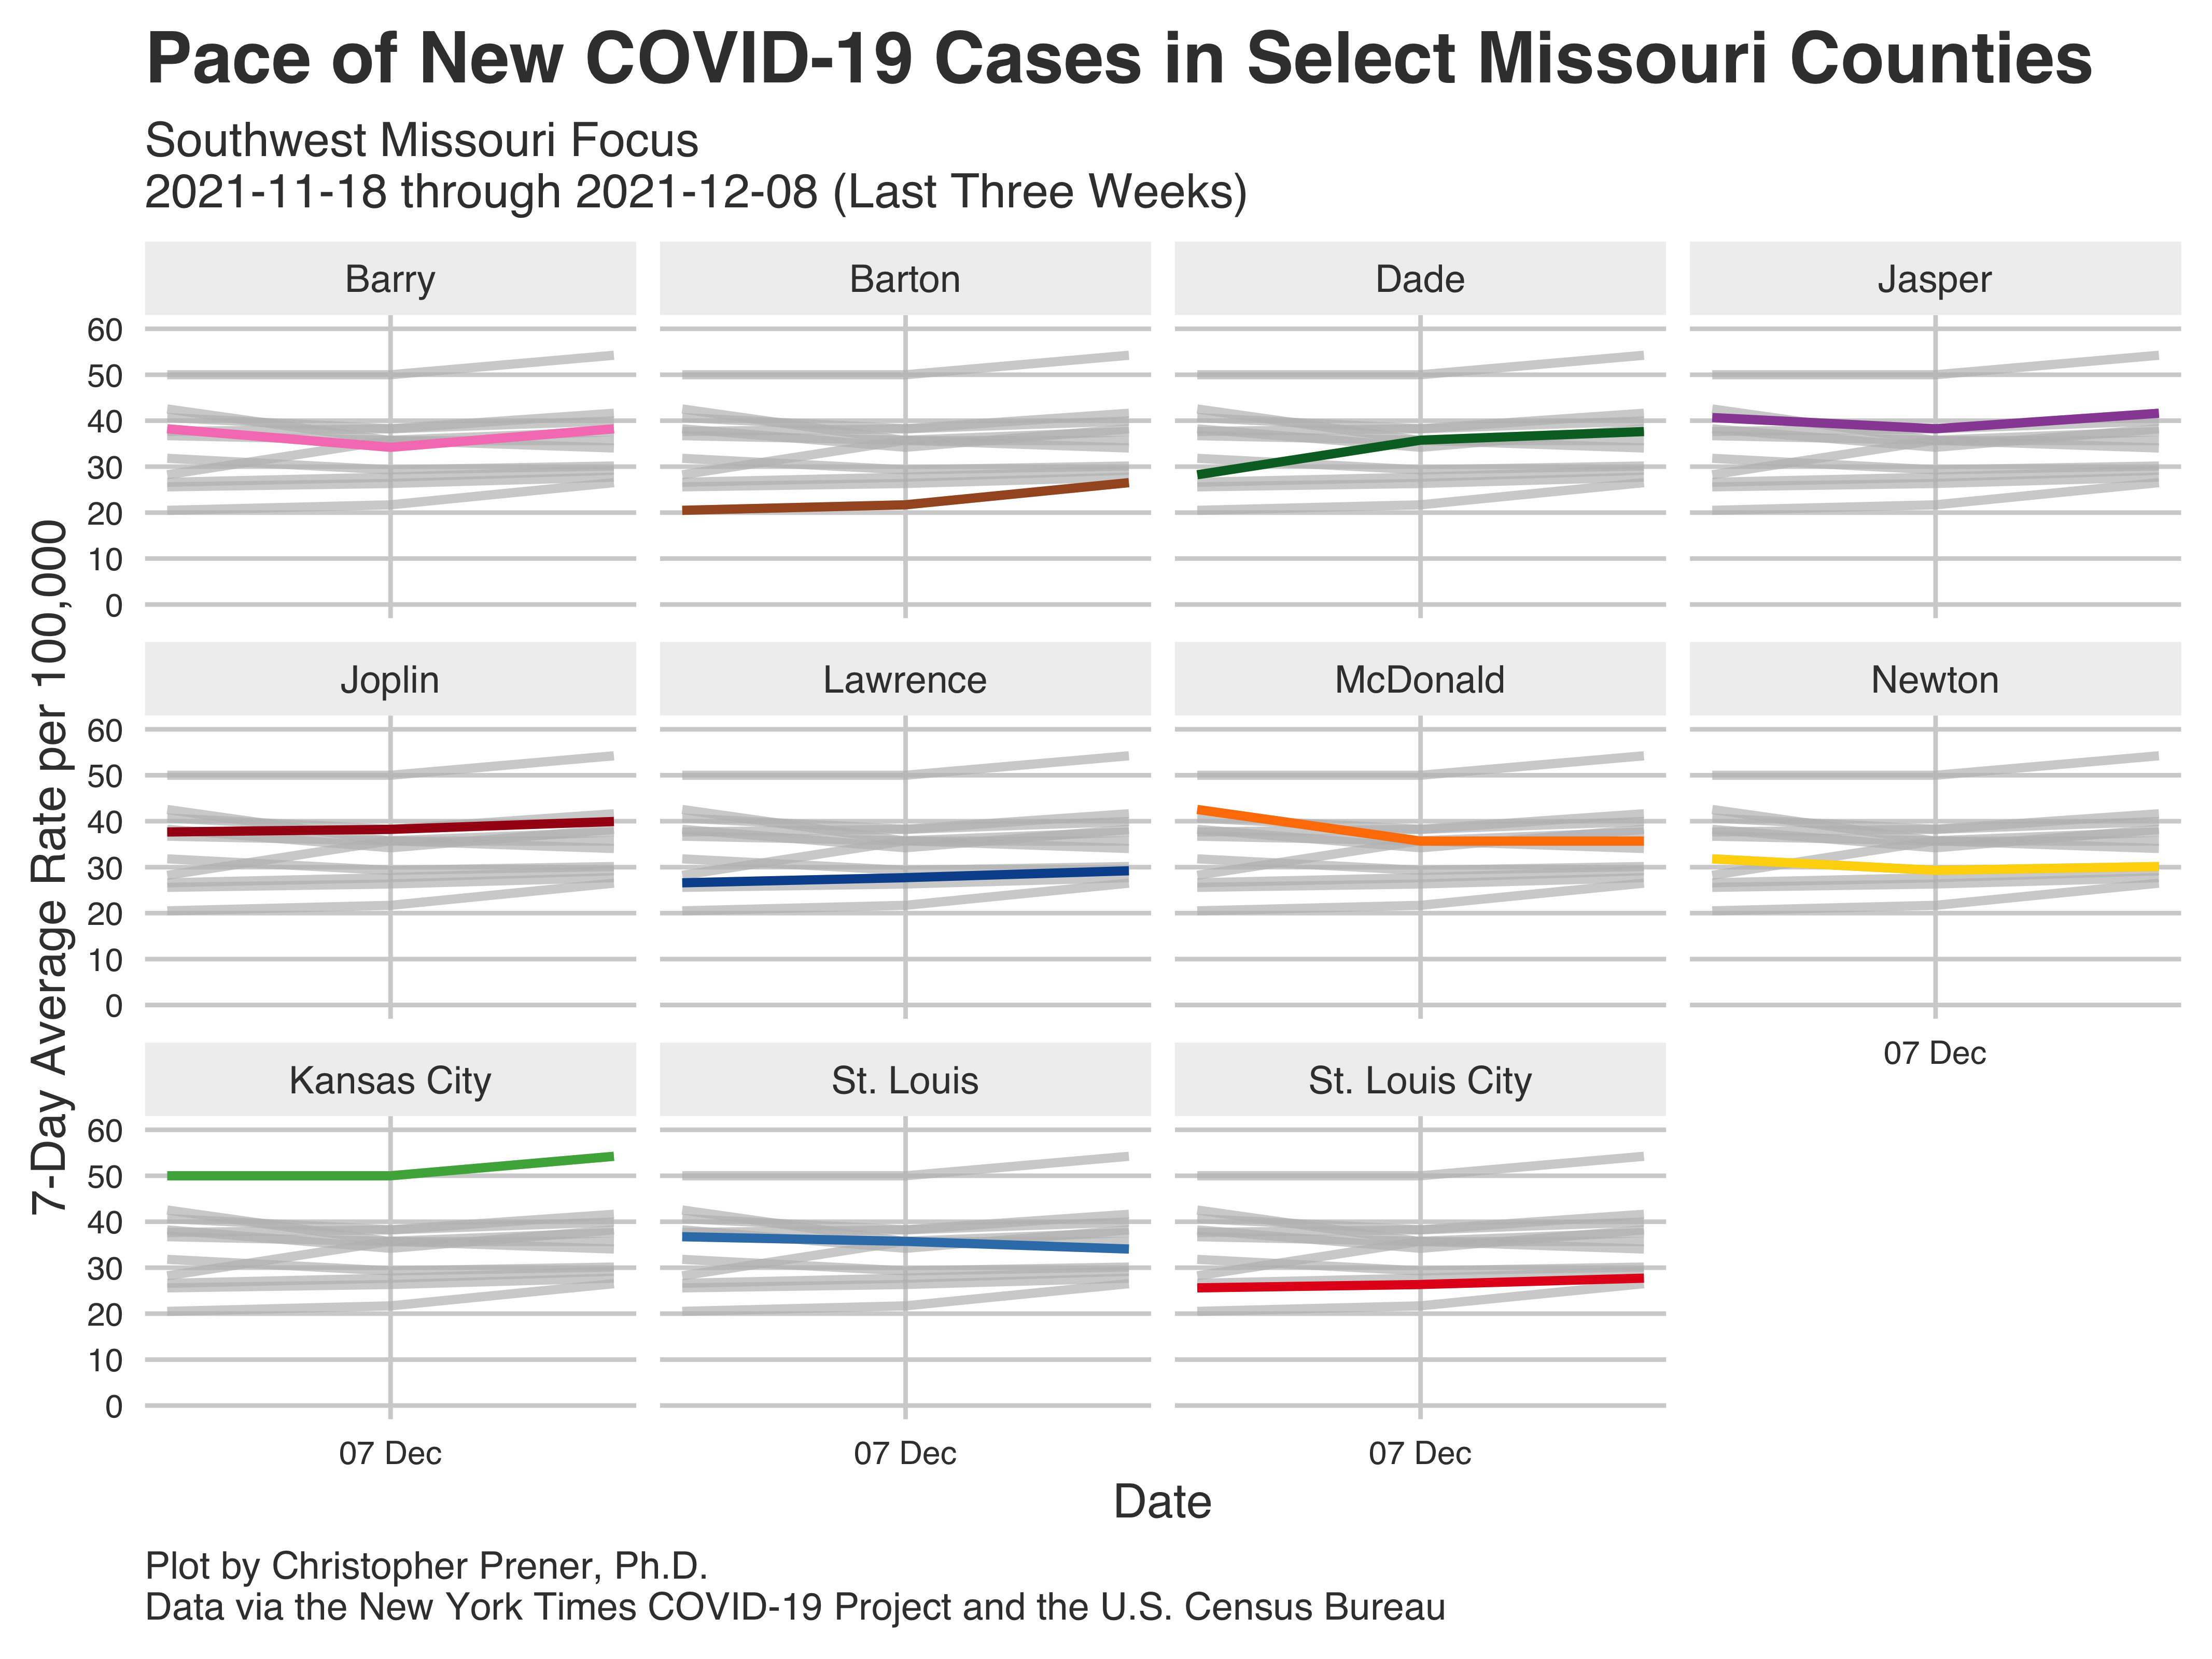 Pace of New COVID-19 Cases in Select Missouri Counties
Southwest Missouri Focus
2021-11-18 through 2021-12-08 (Last Three Weeks)
7-Day Average Rate per 100,000
Barry
Barton
Dade
Jasper
60
50
40
30
20
10
0
Joplin
Lawrence
McDonald
Newton
60
50
40
30
20
10
0
07 Dec
Kansas City
St. Louis
St. Louis City
60
50
40
30
20
10
0
07 Dec
07 Dec
07 Dec
Date
Plot by Christopher Prener, Ph.D.
Data via the New York Times COVID-19 Project and the U.S. Census Bureau